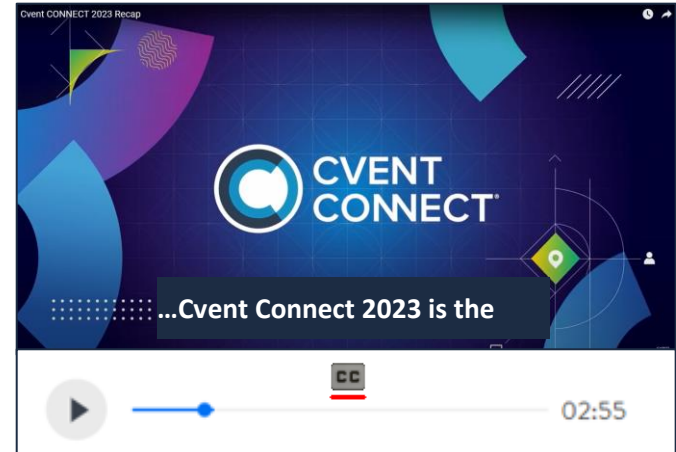 Cvent CONNECT 2023 Recap
CVENT
CONNECT®
...Cvent Connect 2023 is the
CC
02:55